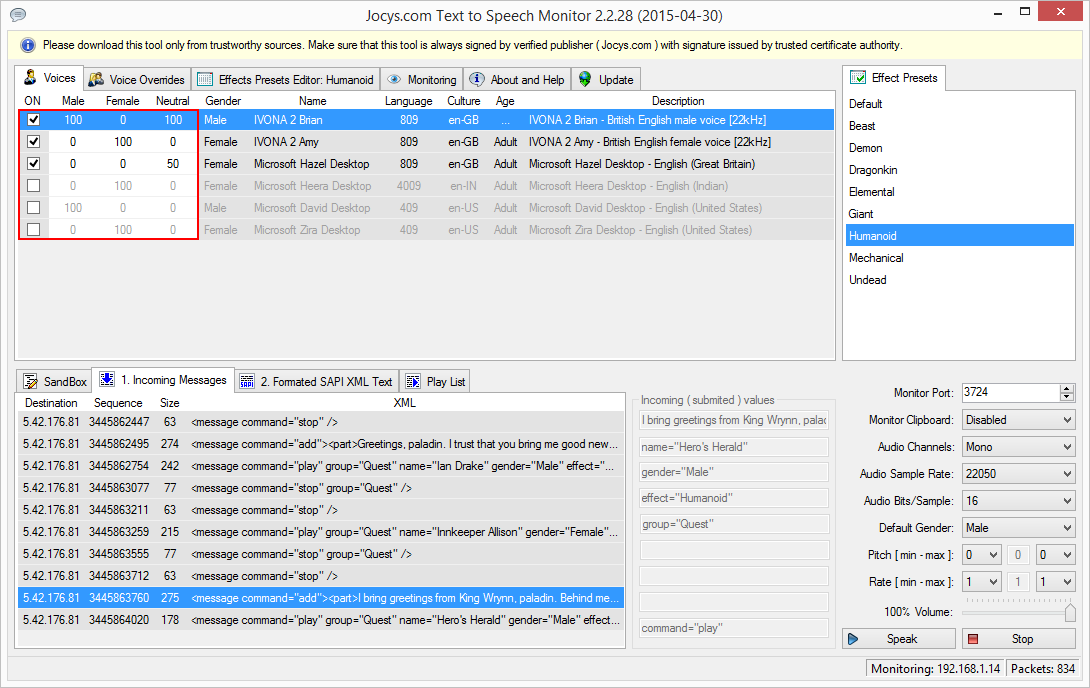 Jocys.com Text to Speech Monitor 2.2.28 (2015-04-30)
Please download this tool only from trustworthy sources. Make sure that this tool is always signed by verified publisher ( Jocys.com ) with signature issued by trusted certificate authority.
Voices Voice Overrides Effects Presets Editor: Humanoid Monitoring About and Help Update
ON Male Female Neutral Gender Name Language Culture Age Description
100 0 100 Male IVONA 2 Brian 809 en-GB ... IVONA 2 Brian - British English male voice [22kHz]
0 100 0 Female IVONA 2 Amy 809 en-GB Adult IVONA 2 Amy - British English female voice [22kHz]
0 0 50 Female Microsoft Hazel Desktop 809 en-GB Adult Microsoft Hazel Desktop - English (Great Britain)
0 100 0 Female Microsoft Heera Desktop 4009 en-IN Adult Microsoft Heera Desktop - English (Indian)
100 0 0 Male Microsoft David Desktop 409 en-US Adult Microsoft David Desktop - English (United States)
0 100 0 Female Microsoft Zira Desktop 409 en-US Adult Microsoft Zira Desktop - English (United States)
Effect Presets
Default
Beast
Demon
Dragonkin
Elemental
Giant
Humanoid
Mechanical
Undead
SandBox 1. Incoming Messages 2. Formated SAPI XML Text Play List
Destination Sequence Size XML
5.42.176.81 3445862447 63 <message command="stop" />
5.42.176.81 3445862495 274 <message command="add"><part>Greetings, paladin. I trust that you bring me good new...
5.42.176.81 3445862754 242 <message command="play" group="Quest" name="Ian Drake" gender="Male" effect="...
5.42.176.81 3445863077 77 <message command="stop" group="Quest" />
5.42.176.81 3445863211 63 <message command="stop" />
5.42.176.81 3445863259 215 <message command="play" group="Quest" name="Innkeeper Allison" gender="Female"...
5.42.176.81 3445863555 77 <message command="stop" group="Quest" />
5.42.176.81 3445863712 63 <message command="stop" />
5.42.176.81 3445863760 275 <message command="add"><part>I bring greetings from King Wrynn, paladin. Behind me...
5.42.176.81 3445864020 178 <message command="play" group="Quest" name="Hero's Herald" gender="Male" effect...
Incoming ( submited ) values
I bring greetings from King Wrynn, palac
name="Hero's Herald"
gender="Male"
effect="Humanoid"
group="Quest"
command="play"
Monitor Port: 3724
Monitor Clipboard: Disabled
Audio Channels: Mono
Audio Sample Rate: 22050
Audio Bits/Sample: 16
Default Gender: Male
Pitch [ min - max ]: 0 0 0
Rate [ min - max ]: 1 1 1
100% Volume:
Speak Stop
Monitoring: 192.168.1.14 Packets: 834